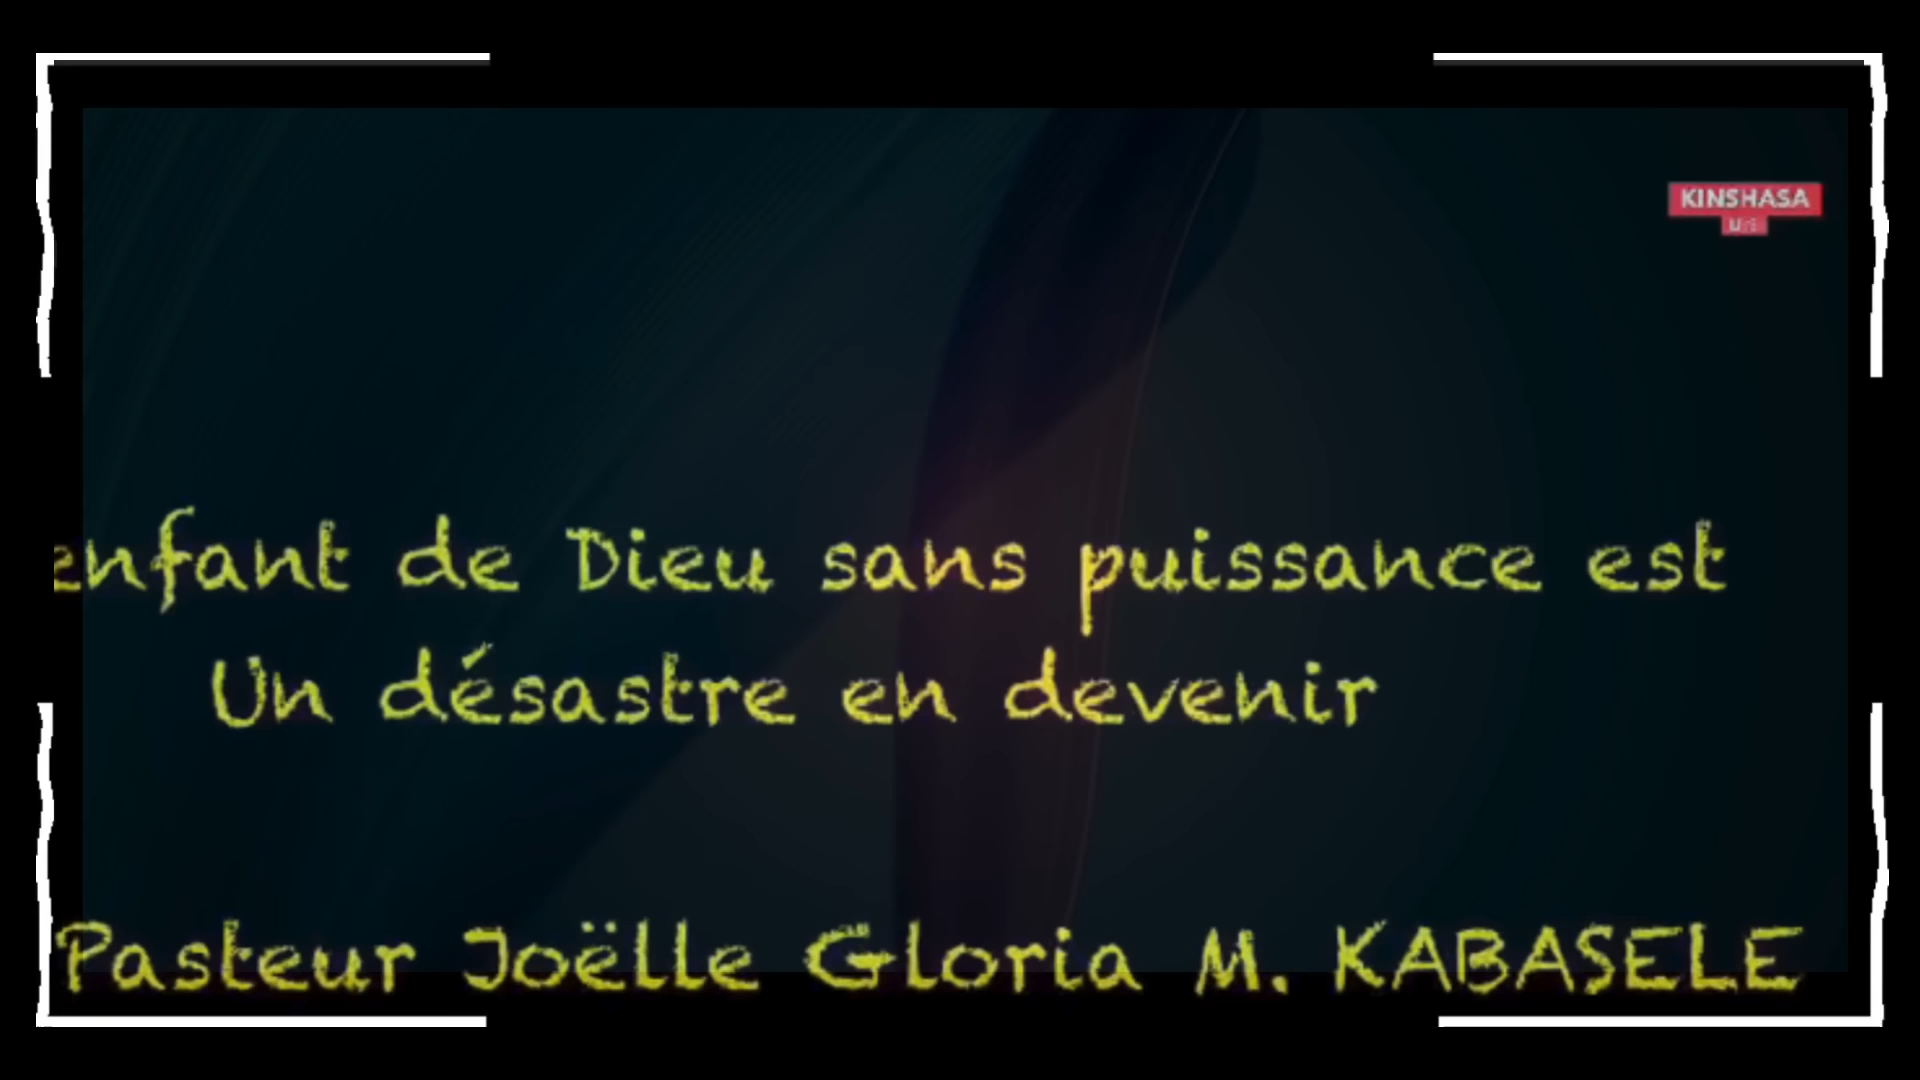 KINSHASA
enfant de Dieu sans puissance est
Un désastre en devenir
Pasteur Joëlle Gloria M. KABASELE